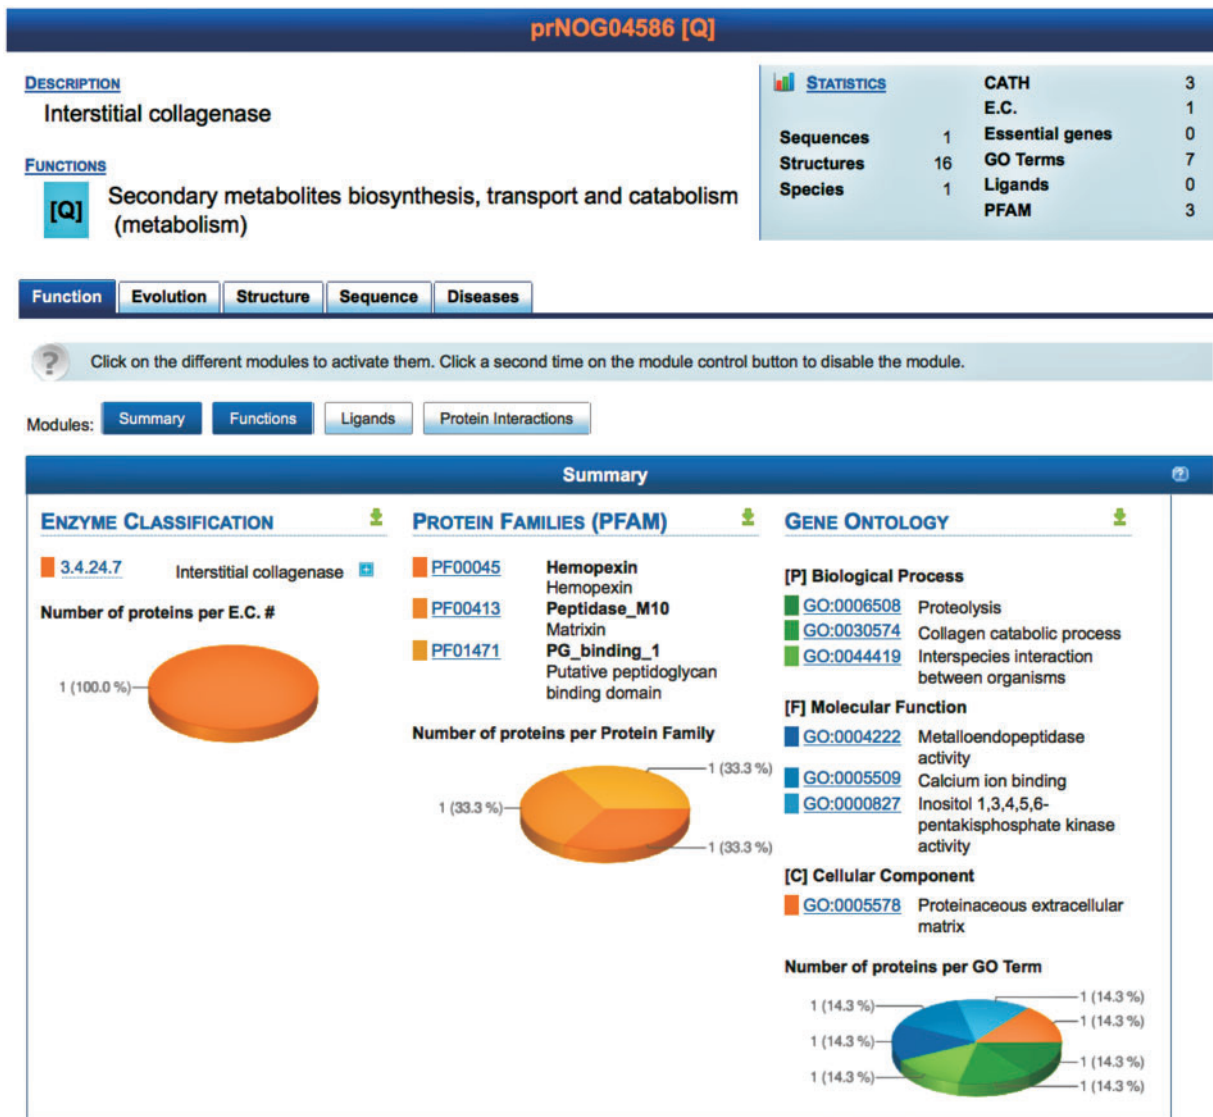 prNOG04586 [Q]
DESCRIPTION
Interstitial collagenase
FUNCTIONS
[Q]
Secondary metabolites biosynthesis, transport and catabolism
(metabolism)
STATISTICS
Sequences 1
Structures 16
Species 1
CATH 3
E.C. 1
Essential genes 0
GO Terms 7
Ligands 0
PFAM 3
Function Evolution Structure Sequence Diseases
? Click on the different modules to activate them. Click a second time on the module control button to disable the module.
Modules: Summary Functions Ligands Protein Interactions
Summary ?
ENZYME CLASSIFICATION
3.4.24.7 Interstitial collagenase +
Number of proteins per E.C. #
1 (100.0 %)
PROTEIN FAMILIES (PFAM)
PF00045 Hemopexin
Hemopexin
PF00413 Peptidase_M10
Matrixin
PF01471 PG_binding_1
Putative peptidoglycan
binding domain
Number of proteins per Protein Family
1 (33.3 %)
1 (33.3 %)
1 (33.3 %)
GENE ONTOLOGY
[P] Biological Process
GO:0006508 Proteolysis
GO:0030574 Collagen catabolic process
GO:0044419 Interspecies interaction
between organisms
[F] Molecular Function
GO:0004222 Metalloendopeptidase
activity
GO:0005509 Calcium ion binding
GO:0000827 Inositol 1,3,4,5,6-
pentakisphosphate kinase
activity
[C] Cellular Component
GO:0005578 Proteinaceous extracellular
matrix
Number of proteins per GO Term
1 (14.3 %)
1 (14.3 %)
1 (14.3 %)
1 (14.3 %)
1 (14.3 %)
1 (14.3 %)
1 (14.3 %)